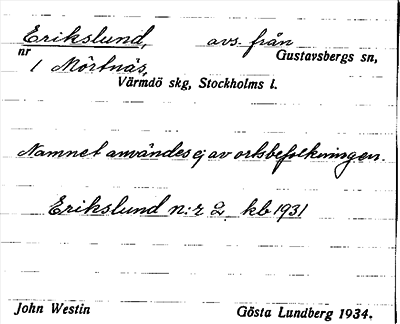 Erikslund, avs. från
nr 1 Mörtnäs, Gustavsbergs sn,
Värmdö skg, Stockholms l.
Namnet användes ej av ortsbefolkningen.
Erikslund n:r 2 kb 1931
John Westin Gösta Lundberg 1934.